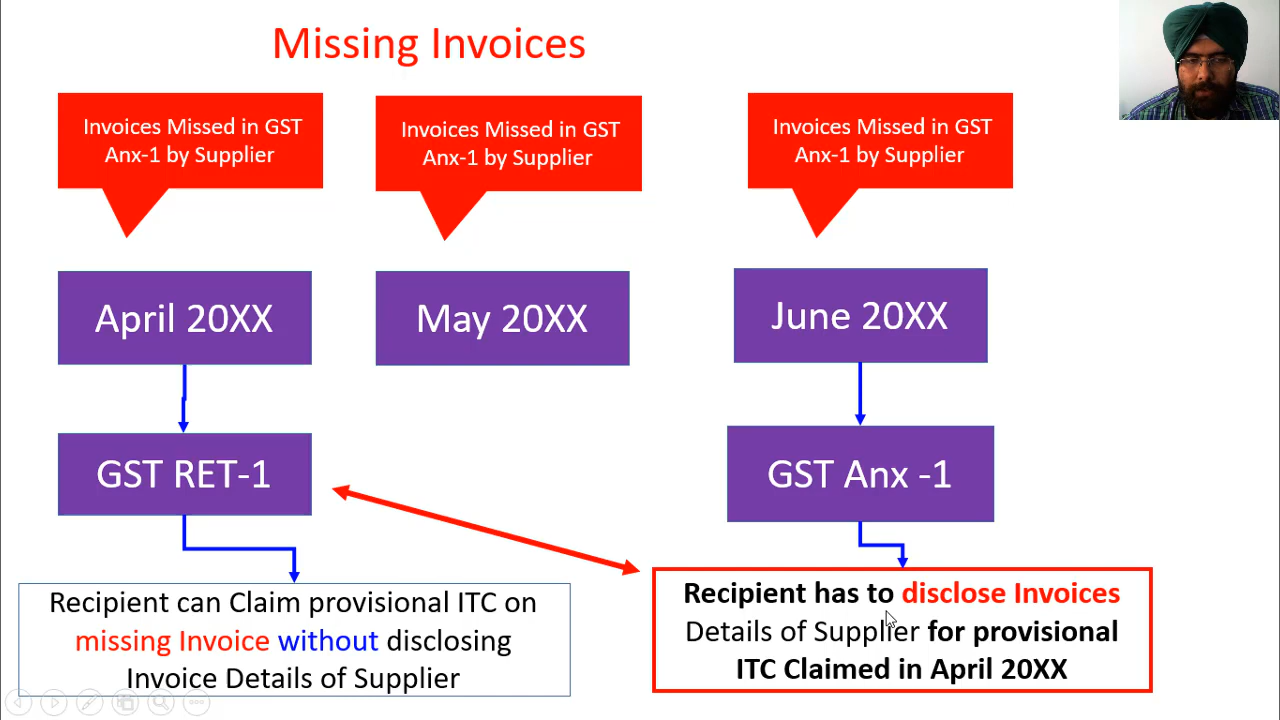 Missing Invoices
Invoices Missed in GST
Anx-1 by Supplier
Invoices Missed in GST
Anx-1 by Supplier
Invoices Missed in GST
Anx-1 by Supplier
April 20XX
May 20XX
June 20XX
GST RET-1
GST Anx -1
Recipient can Claim provisional ITC on
missing Invoice without disclosing
Invoice Details of Supplier
Recipient has to disclose Invoices
Details of Supplier for provisional
ITC Claimed in April 20XX